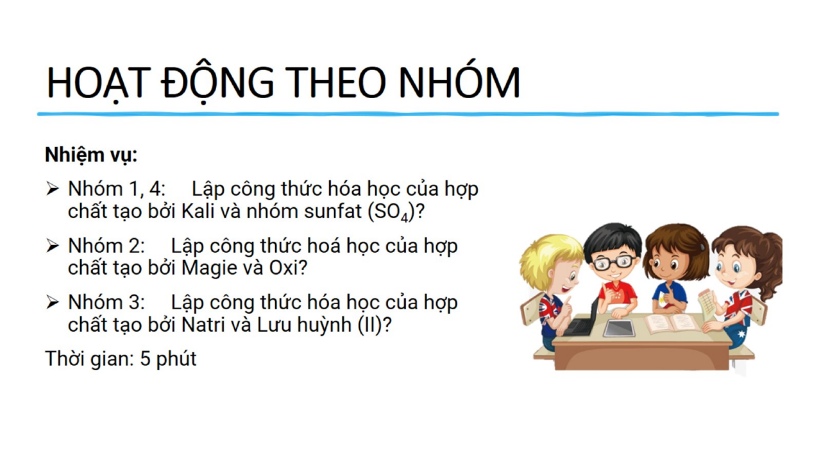 HOẠT ĐỘNG THEO NHÓM
Nhiệm vụ:
➢ Nhóm 1, 4: Lập công thức hóa học của hợp
chất tạo bởi Kali và nhóm sunfat (SO₄)?
➢ Nhóm 2: Lập công thức hoá học của hợp
chất tạo bởi Magie và Oxi?
➢ Nhóm 3: Lập công thức hóa học của hợp
chất tạo bởi Natri và Lưu huỳnh (II)?
Thời gian: 5 phút